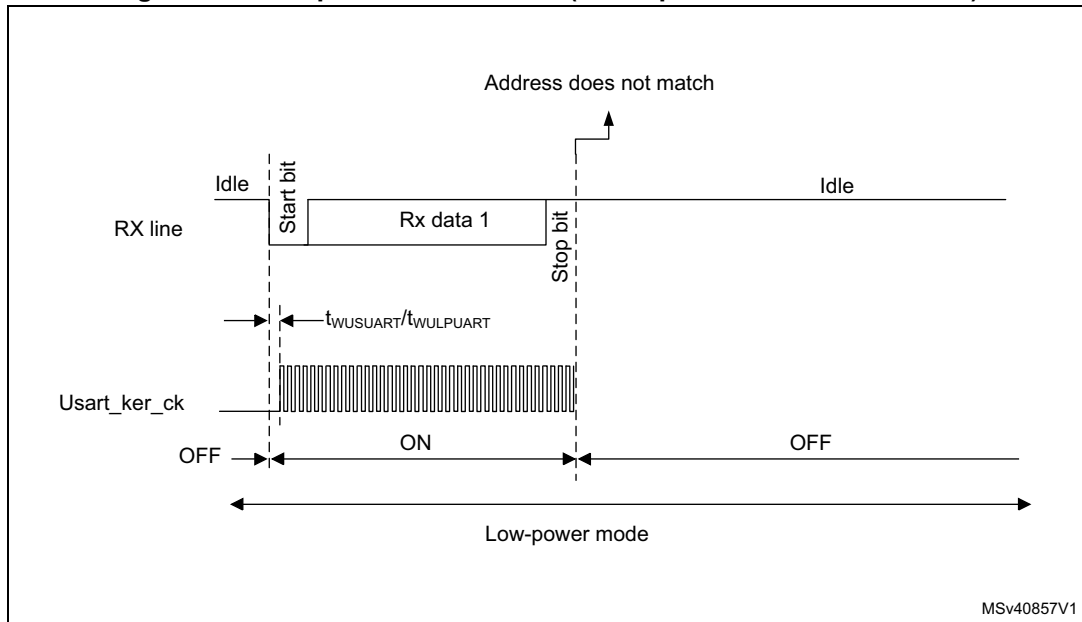 Address does not match
Idle
Start bit
Rx data 1
Stop bit
Idle
RX line
tWUSUART/tWULPUART
Usart_ker_ck
OFF
ON
OFF
Low-power mode
MSv40857V1